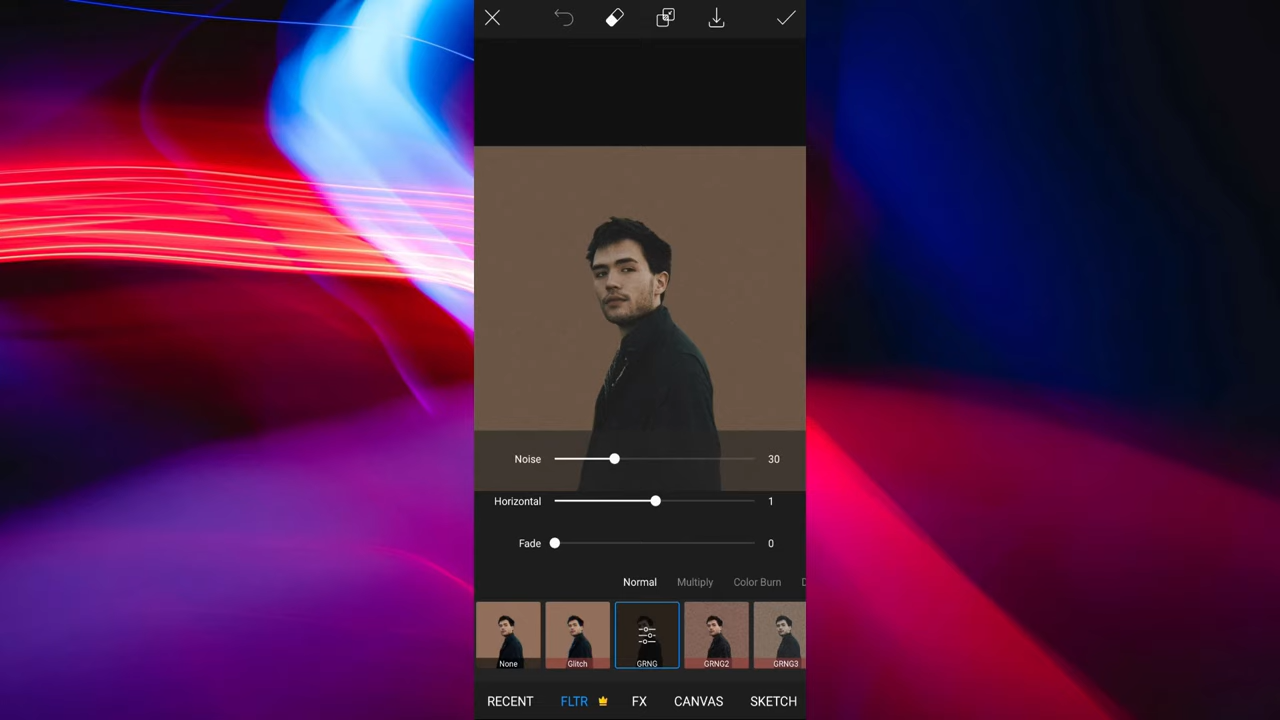 Noise 30
Horizontal 1
Fade 0
Normal Multiply Color Burn D
None Glitch GRNG GRNG2 GRNG3
RECENT FLTR FX CANVAS SKETCH